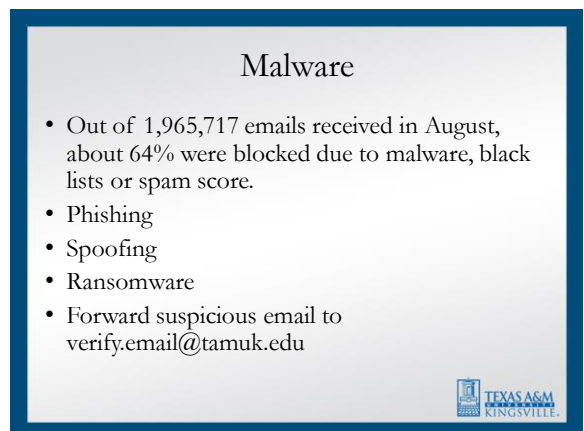 Malware
• Out of 1,965,717 emails received in August,
about 64% were blocked due to malware, black
lists or spam score.
• Phishing
• Spoofing
• Ransomware
• Forward suspicious email to
verify.email@tamuk.edu
TEXAS A&M
UNIVERSITY
KINGSVILLE.